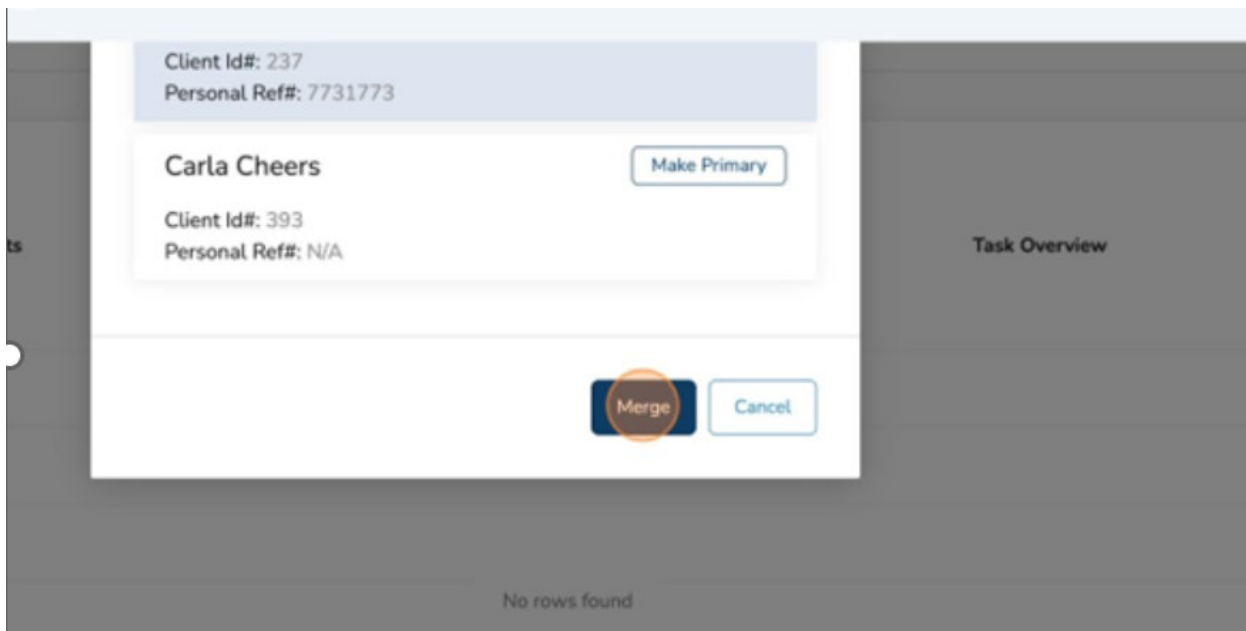 Client Id#: 237
Personal Ref#: 7731773
Carla Cheers
Make Primary
Client Id#: 393
Personal Ref#: N/A
ts
Task Overview
Merge
Cancel
No rows found